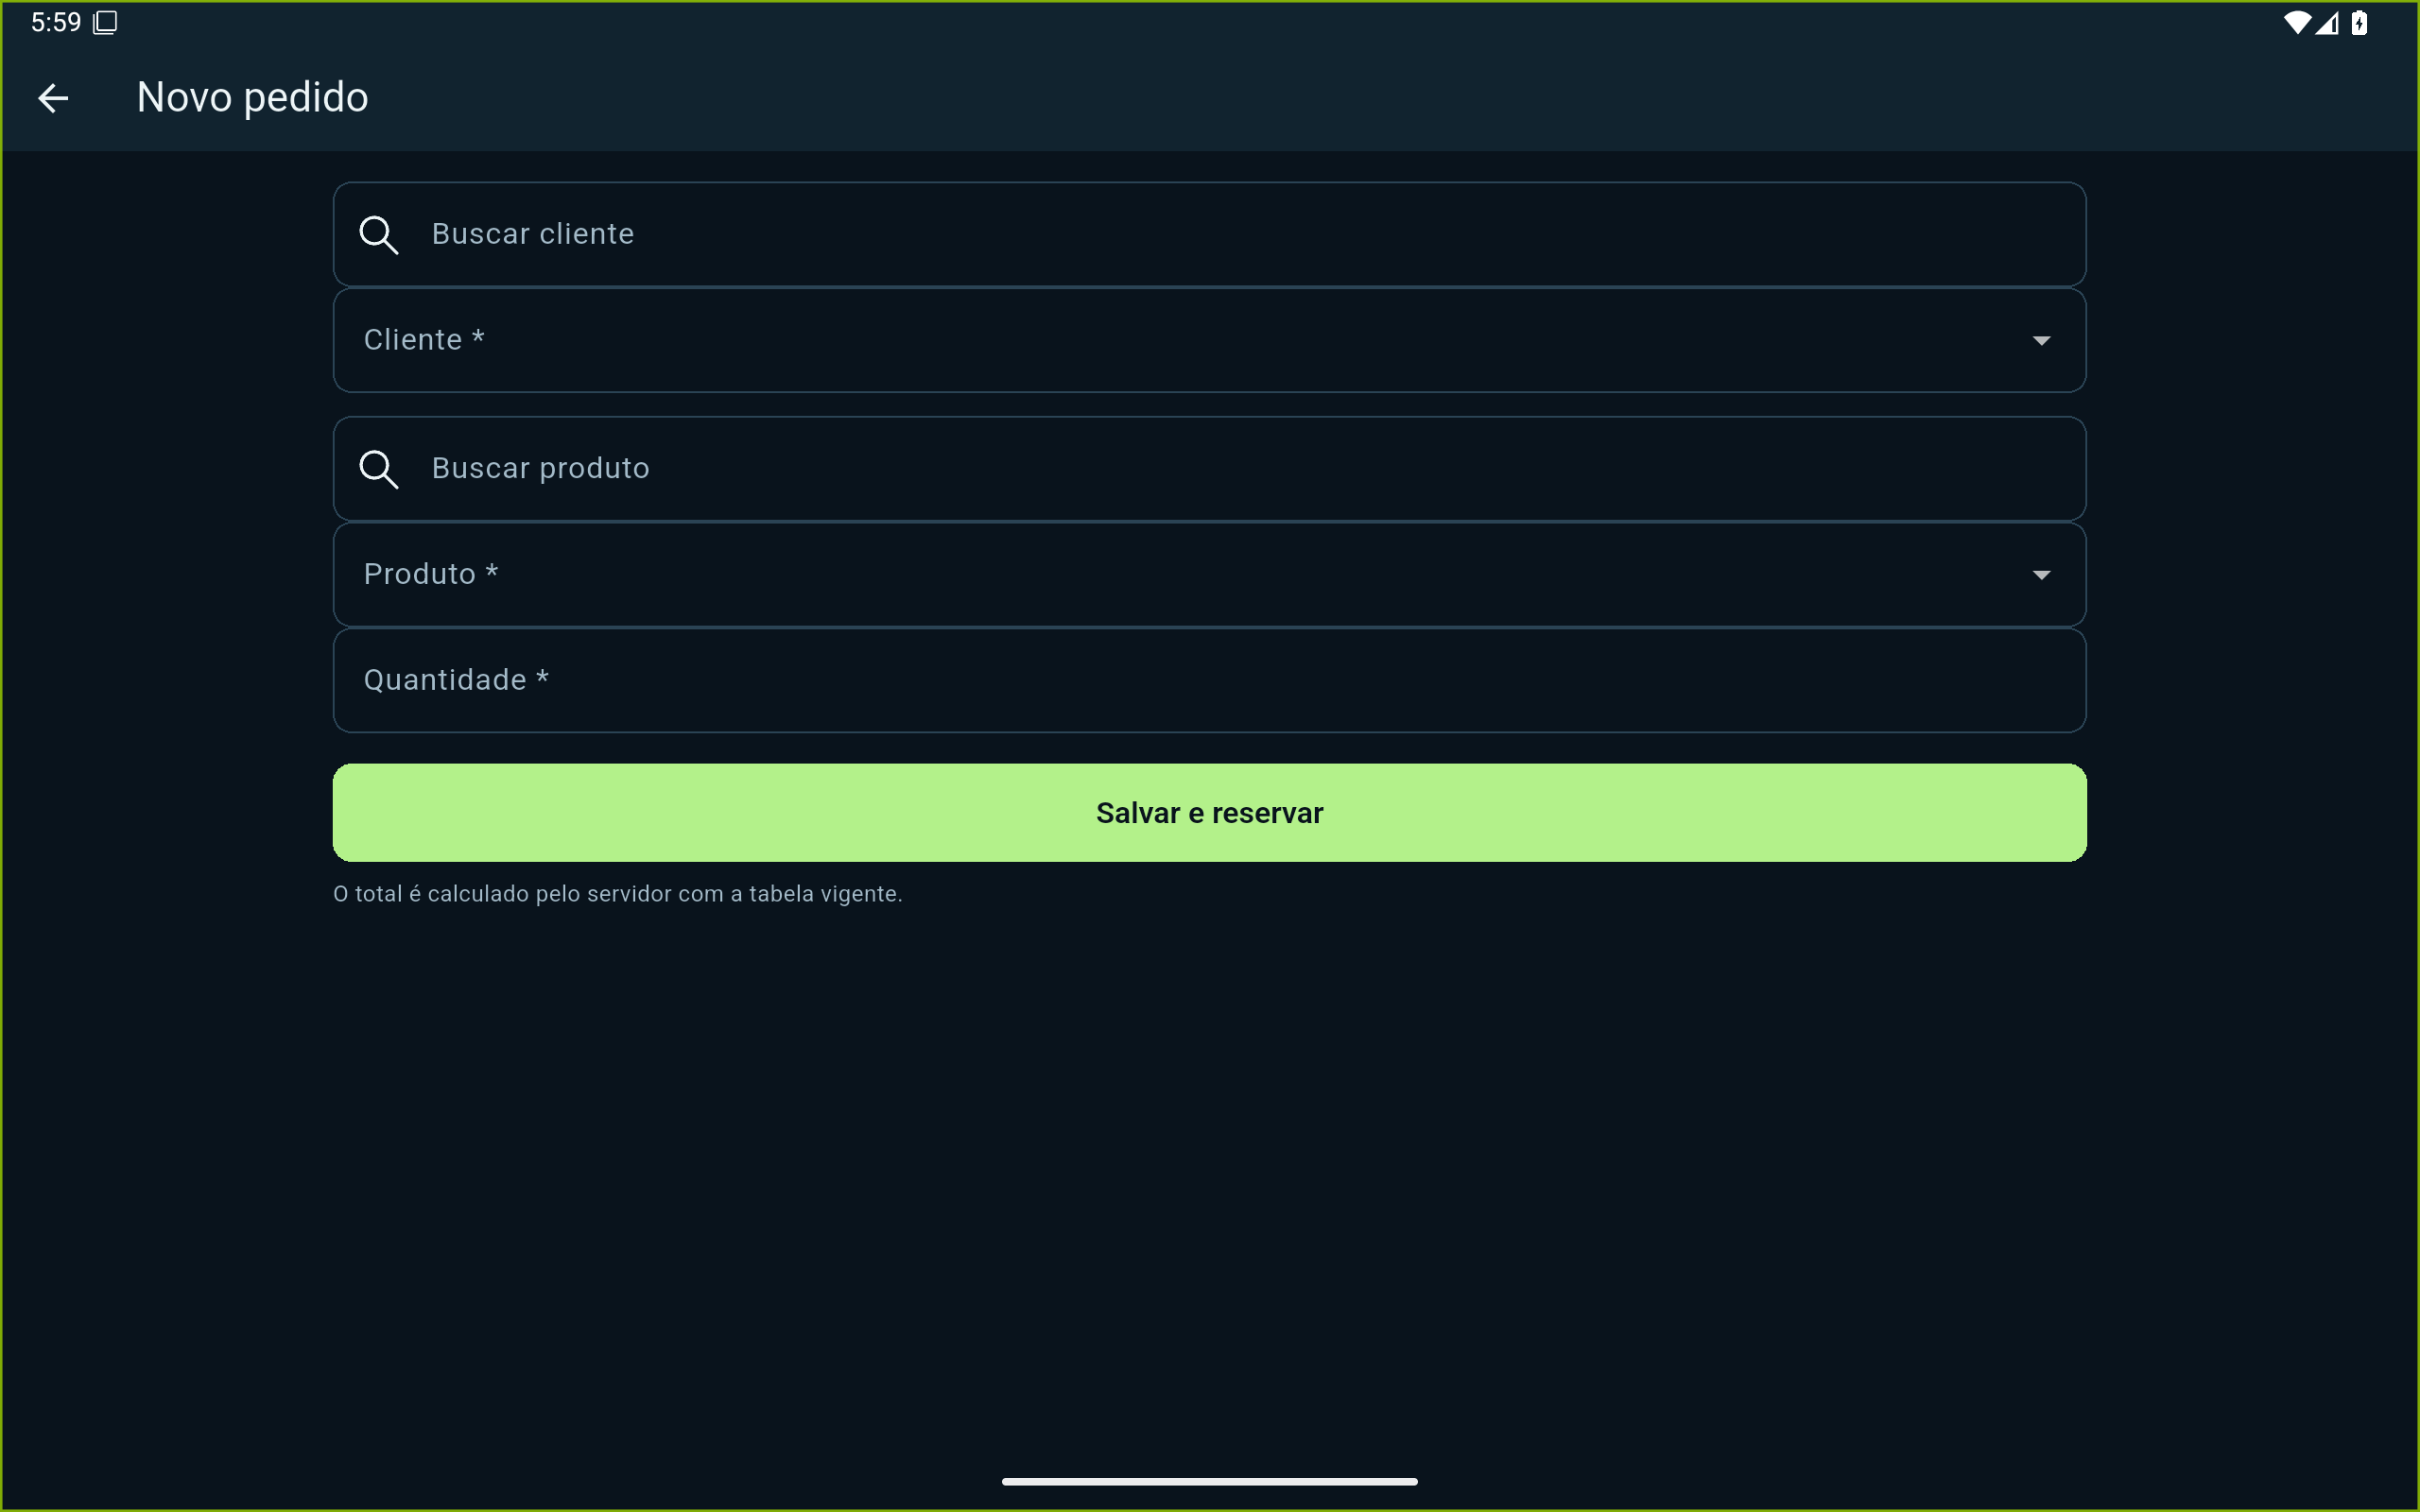 5:59
Novo pedido
Buscar cliente
Cliente *
Buscar produto
Produto *
Quantidade *
Salvar e reservar
O total é calculado pelo servidor com a tabela vigente.